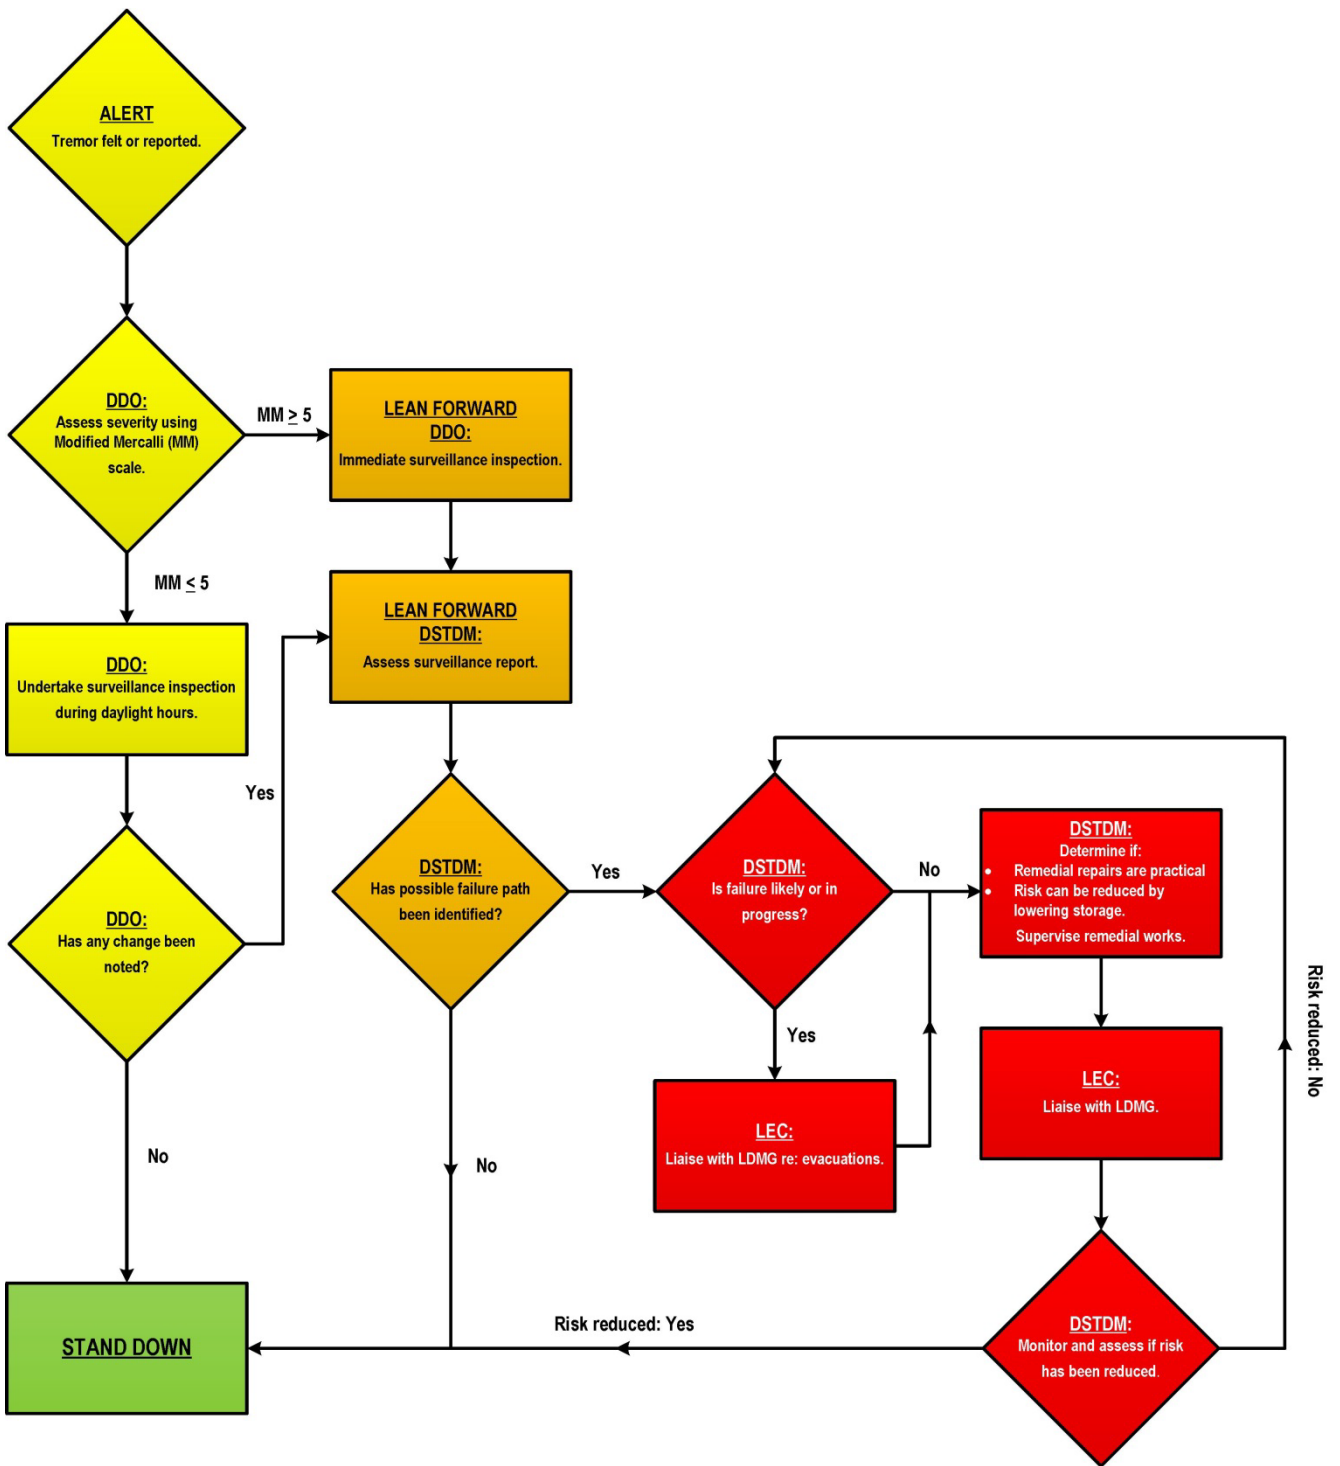 ALERT
Tremor felt or reported.
DDO:
Assess severity using
Modified Mercalli (MM)
scale.
MM ≥ 5
LEAN FORWARD
DDO:
Immediate surveillance inspection.
MM ≤ 5
DDO:
Undertake surveillance inspection
during daylight hours.
LEAN FORWARD
DSTDM:
Assess surveillance report.
Yes
DDO:
Has any change been
noted?
No
DSTDM:
Has possible failure path
been identified?
Yes
No
DSTDM:
Is failure likely or in
progress?
No
Yes
LEC:
Liaise with LDMG re: evacuations.
DSTDM:
Determine if:
• Remedial repairs are practical
• Risk can be reduced by
lowering storage.
Supervise remedial works.
LEC:
Liaise with LDMG.
Risk reduced: No
DSTDM:
Monitor and assess if risk
has been reduced.
Risk reduced: Yes
STAND DOWN